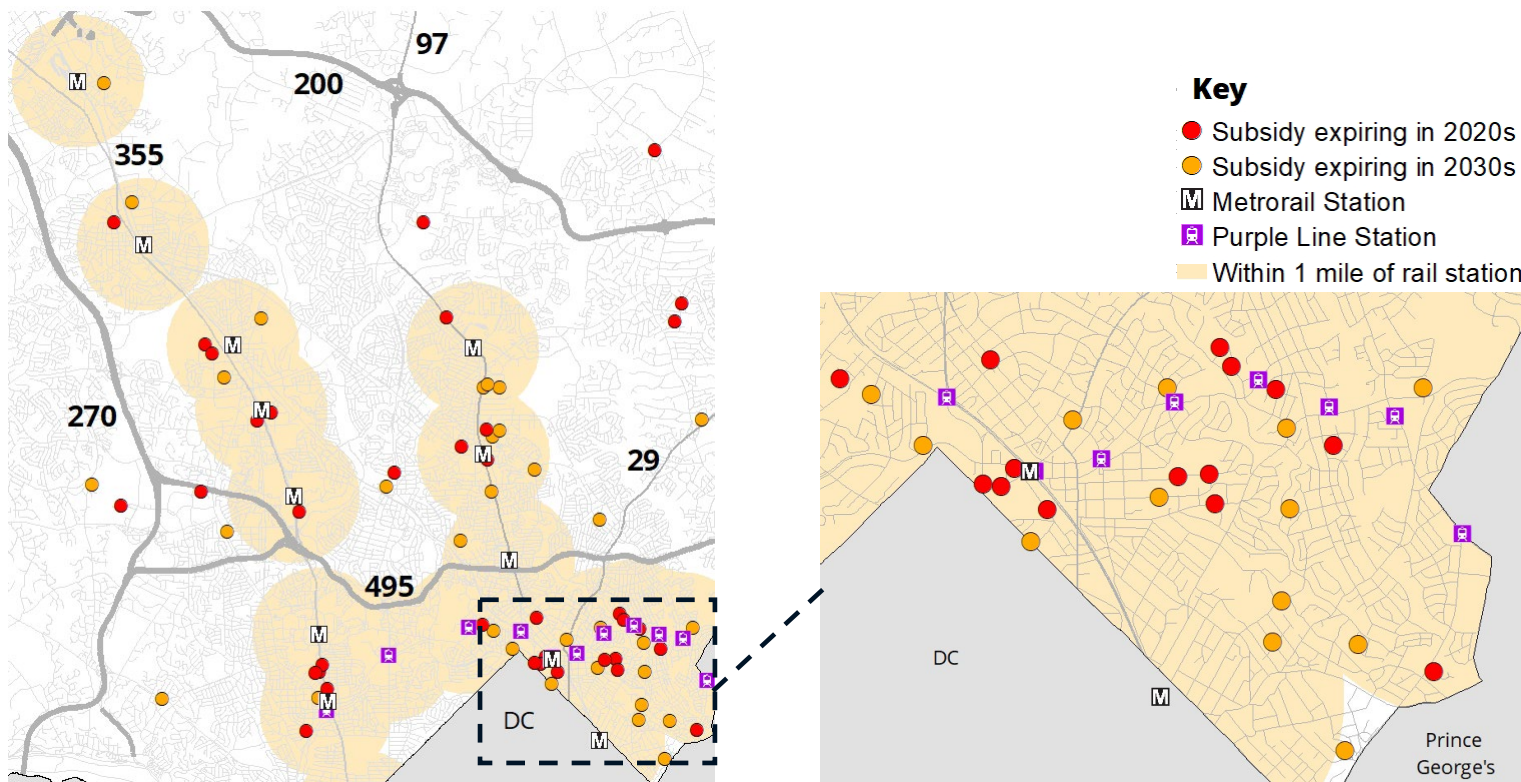 97
200
355
270
29
495
DC
Key
Subsidy expiring in 2020s
Subsidy expiring in 2030s
M Metrorail Station
Purple Line Station
Within 1 mile of rail station
DC
Prince
George's